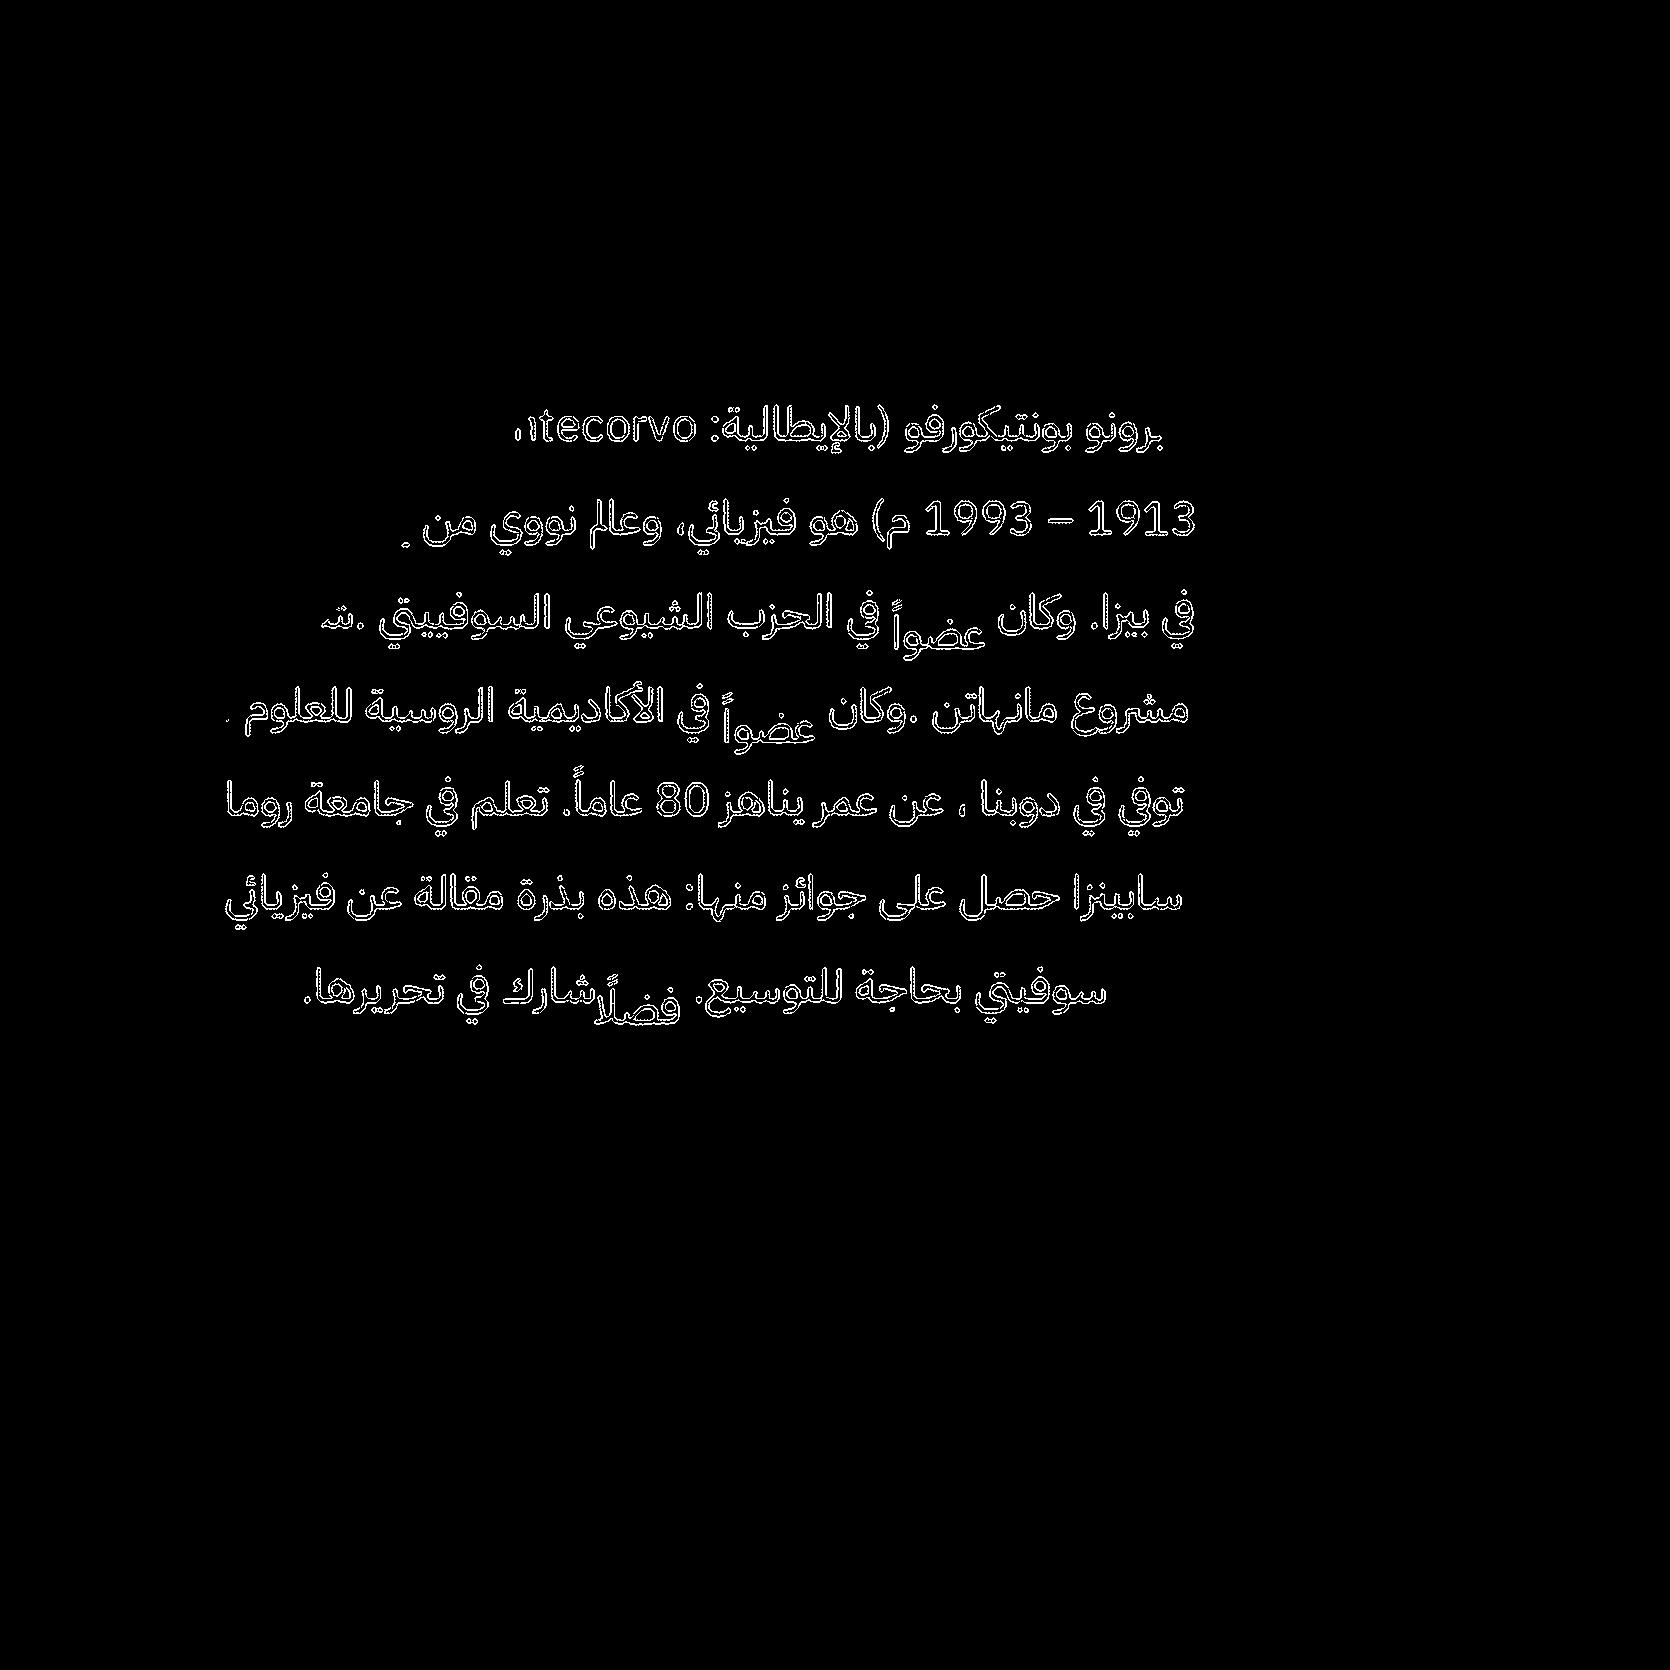 برونو بونتيكورفو (بالإيطالية:
1913 – 1993 م) هو فيزيائي، وعالم نووي من
في بيزا. وكان عضواً في الحزب الشيوعي السوفييتي .
مشروع مانهاتن .وكان عضواً في الأكاديمية الروسية للعلوم
توفي في دوبنا ، عن عمر يناهز 80 عاماً. تعلم في جامعة روما
سابينزا حصل على جوائز منها: هذه بذرة مقالة عن فيزيائي
سوفيتي بحاجة للتوسيع. فضلًا شارك في تحريرها.